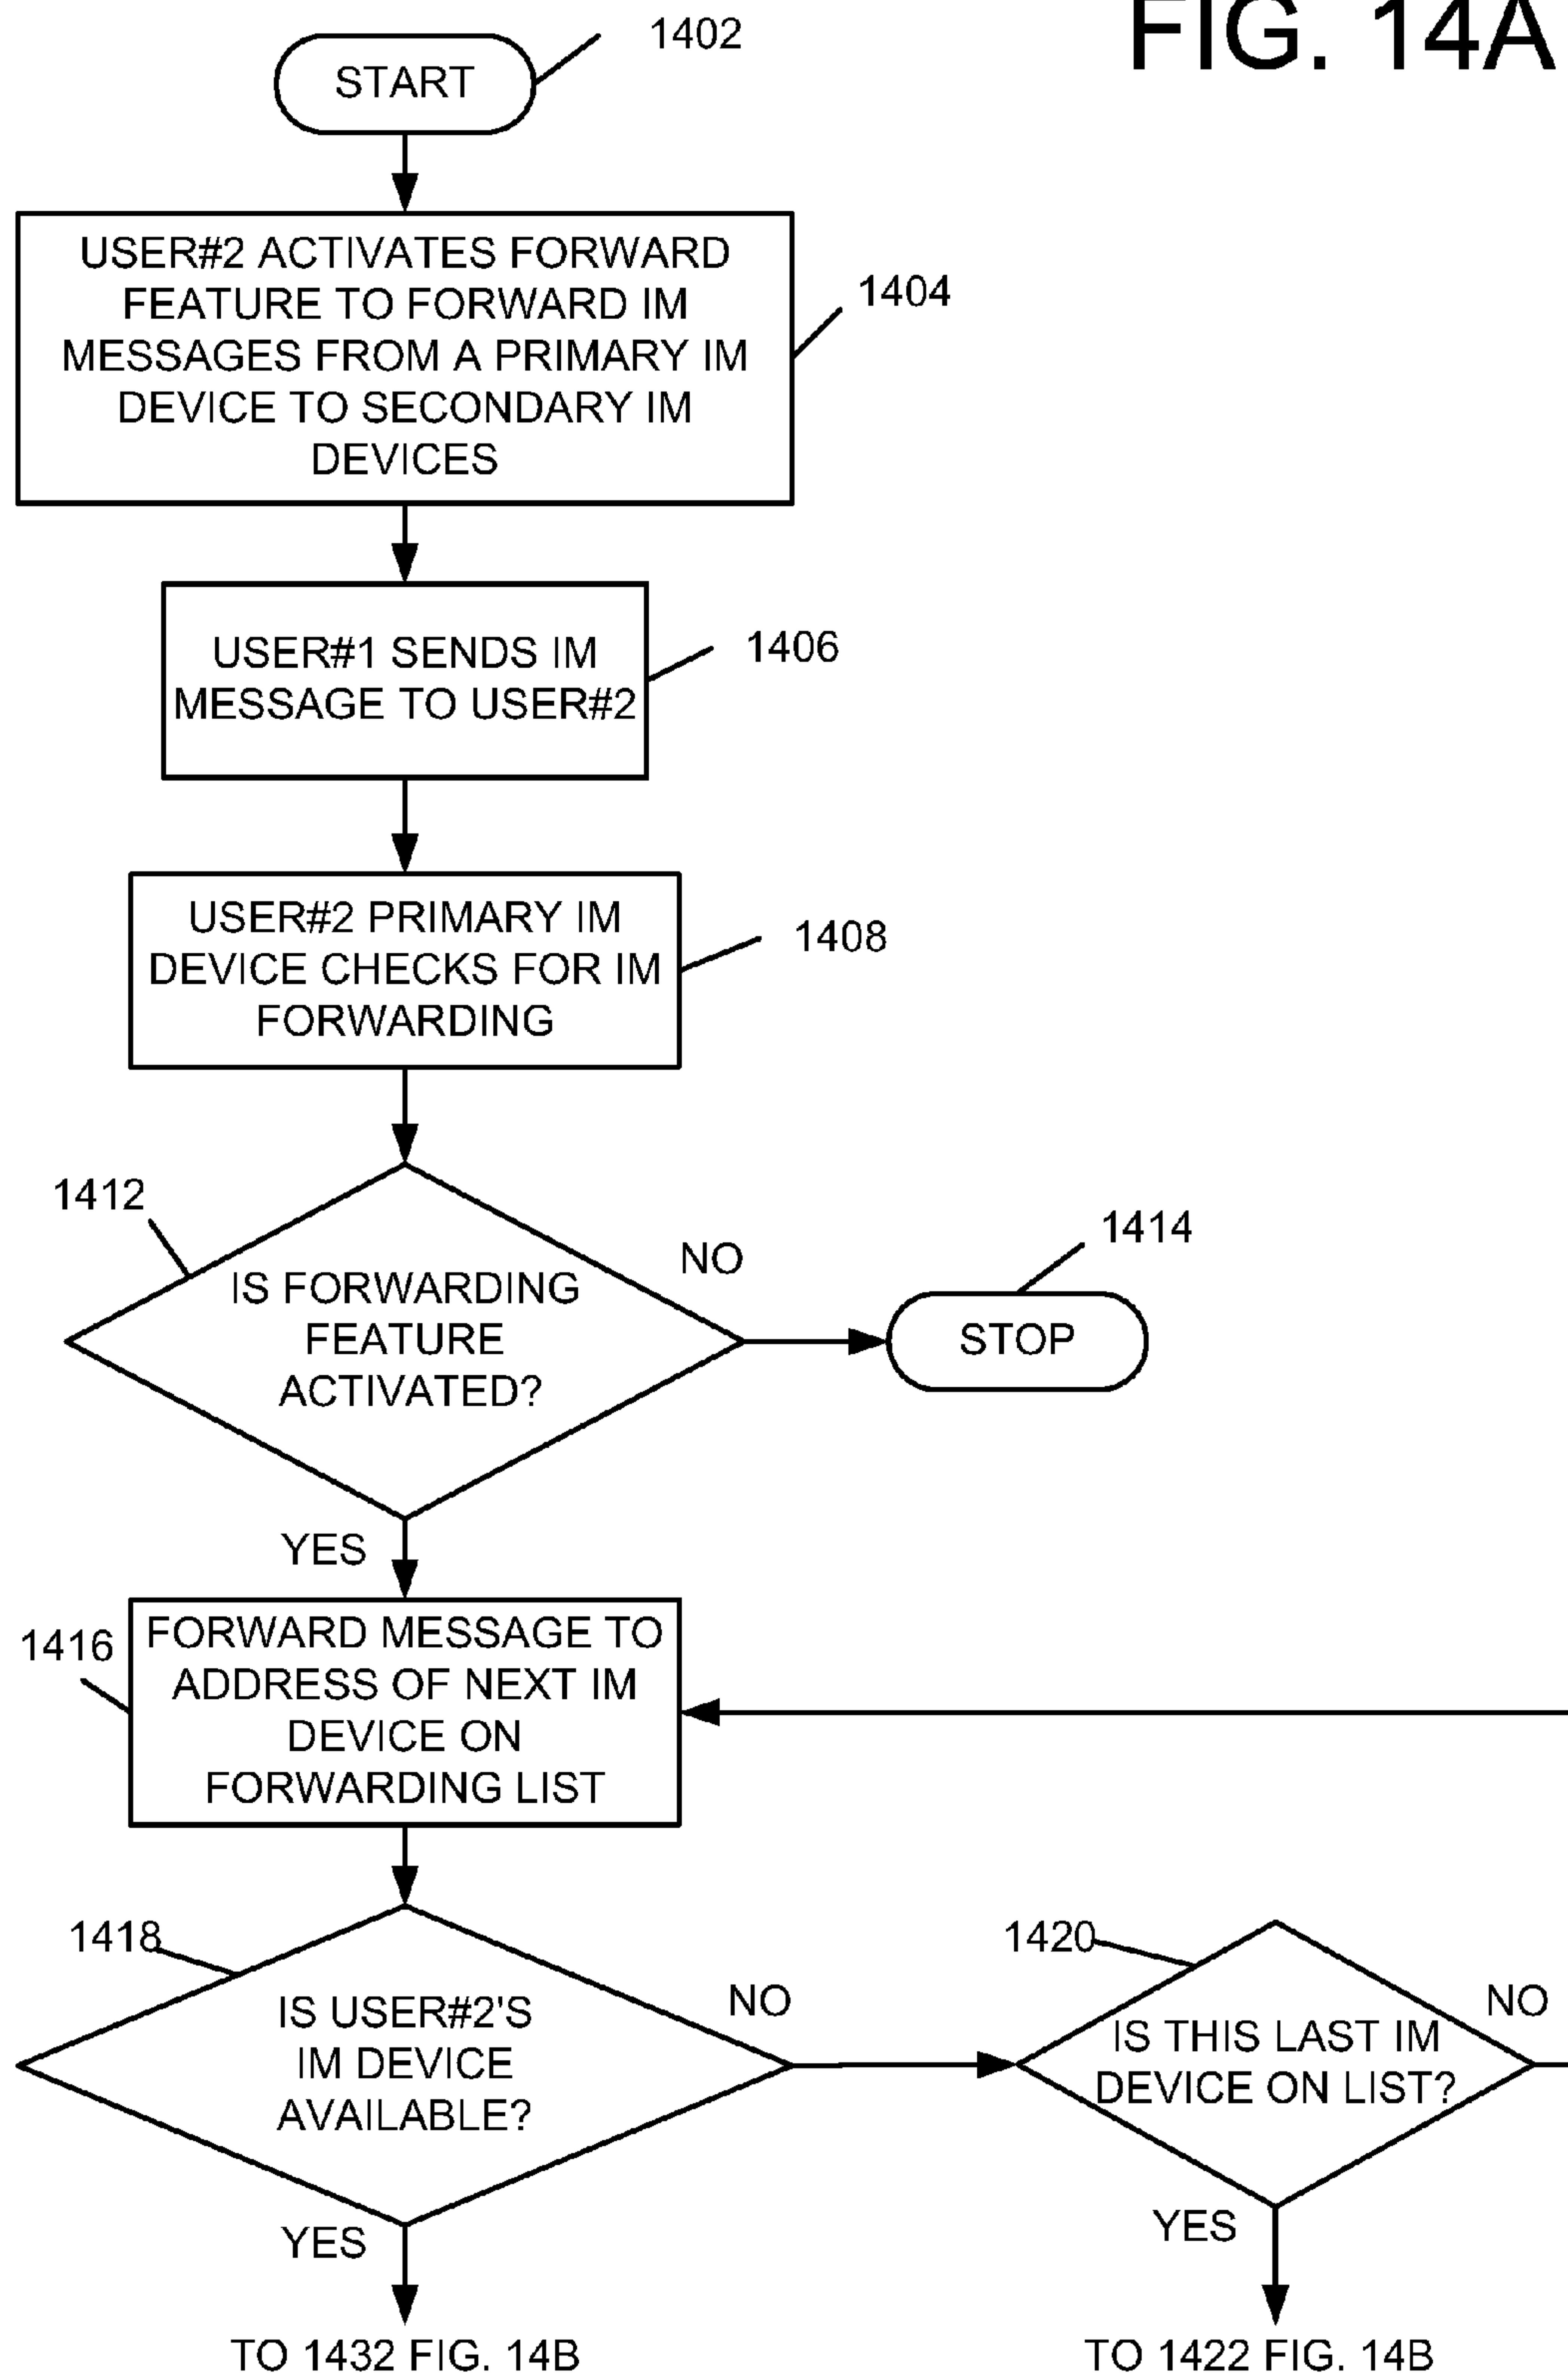 FIG. 14A
1402
START
USER#2 ACTIVATES FORWARD
FEATURE TO FORWARD IM
MESSAGES FROM A PRIMARY IM
DEVICE TO SECONDARY IM
DEVICES
1404
USER#1 SENDS IM
MESSAGE TO USER#2
1406
USER#2 PRIMARY IM
DEVICE CHECKS FOR IM
FORWARDING
1408
1412
IS FORWARDING
FEATURE
ACTIVATED?
NO
1414
STOP
YES
1416
FORWARD MESSAGE TO
ADDRESS OF NEXT IM
DEVICE ON
FORWARDING LIST
1418
IS USER#2'S
IM DEVICE
AVAILABLE?
NO
1420
IS THIS LAST IM
DEVICE ON LIST?
NO
YES
YES
TO 1432 FIG. 14B
TO 1422 FIG. 14B